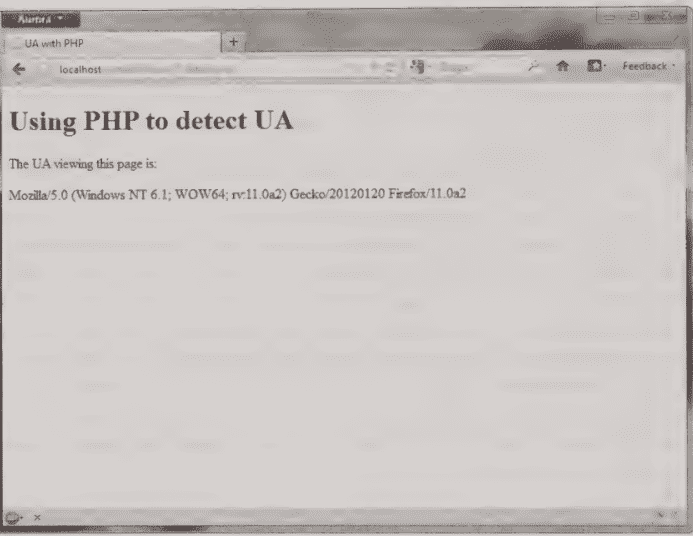 Aurora
UA with PHP
+
localhost
Feedback
Using PHP to detect UA
The UA viewing this page is:
Mozilla/5.0 (Windows NT 6.1; WOW64; rv:11.0a2) Gecko/20120120 Firefox/11.0a2